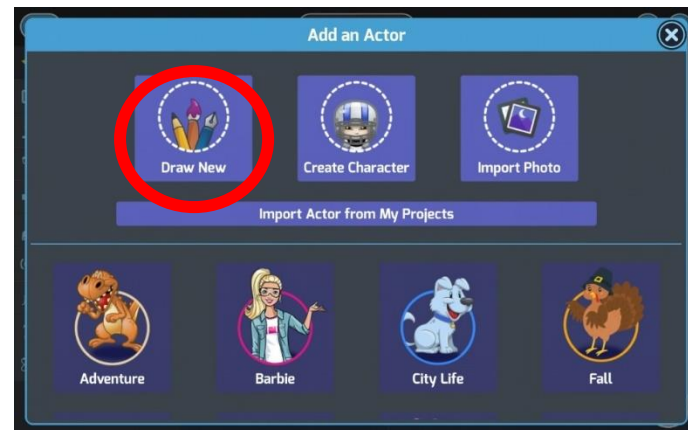 Add an Actor
Draw New
Create Character
Import Photo
Import Actor from My Projects
Adventure
Barbie
City Life
Fall